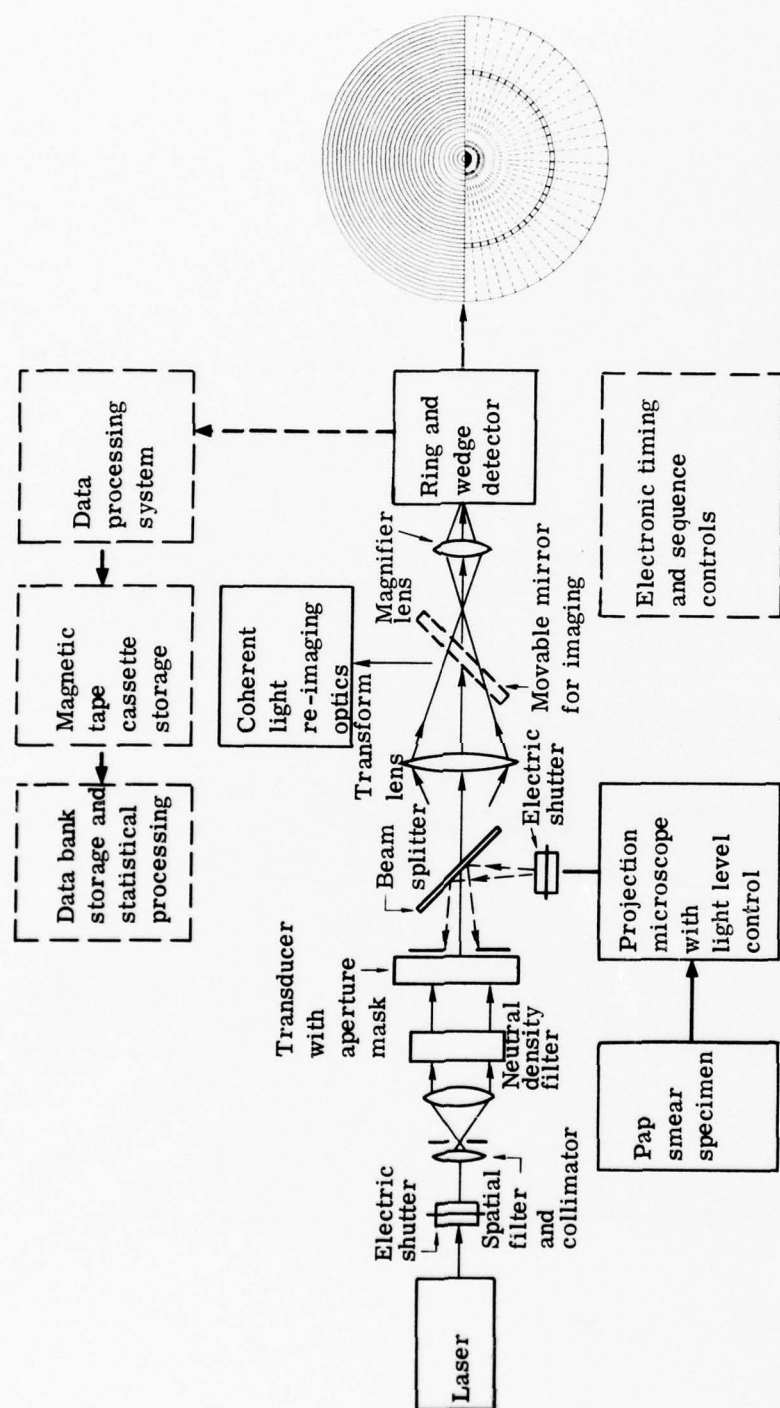 Data bank
storage and
statistical
processing
Magnetic
tape
cassette
storage
Data
processing
system
Coherent
light
re-imaging
optics
Laser
Electric
shutter
Spatial
filter
and
collimator
Neutral
density
filter
Transducer
with
aperture
mask
Beam
splitter
Transform
lens
Electric
shutter
Movable mirror
for imaging
Magnifier
lens
Ring and
wedge
detector
Pap
smear
specimen
Projection
microscope
with
light level
control
Electronic timing
and sequence
controls